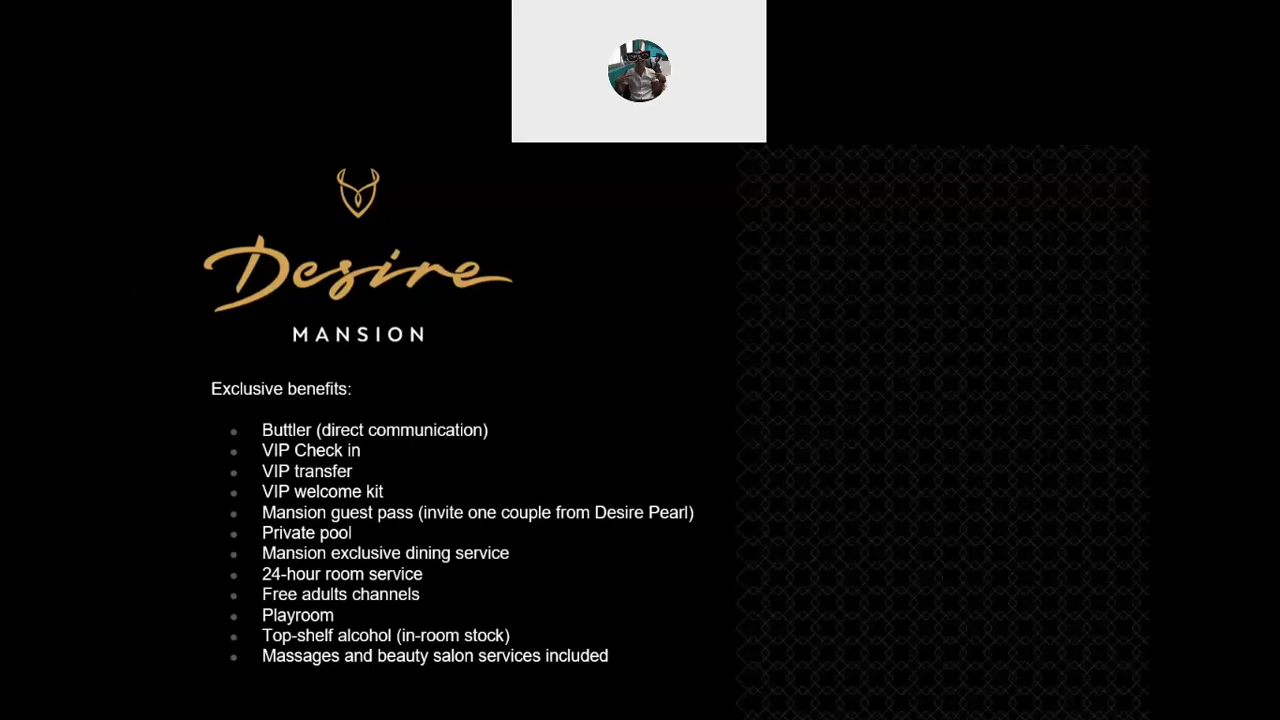 Desire
MANSION
Exclusive benefits:
Buttler (direct communication)
VIP Check in
VIP transfer
VIP welcome kit
Mansion guest pass (invite one couple from Desire Pearl)
Private pool
Mansion exclusive dining service
24-hour room service
Free adults channels
Playroom
Top-shelf alcohol (in-room stock)
Massages and beauty salon services included